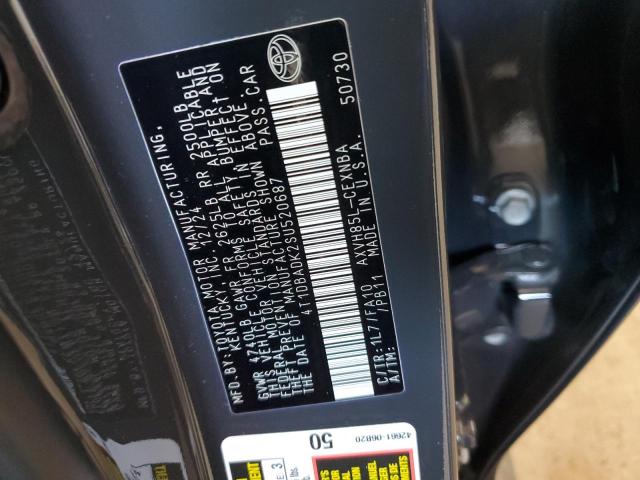 MFD. BY: TOYOTA MOTOR MANUFACTURING,
KENTUCKY, INC. 12/24
GVWR 4740LB GAWR FR 2625LB RR 2500LB
THIS VEHICLE CONFORMS TO ALL APPLICABLE
FEDERAL MOTOR VEHICLE SAFETY, BUMPER, AND
THEFT PREVENTION STANDARDS IN EFFECT ON
THE DATE OF MANUFACTURE SHOWN ABOVE.
4T1DBADK2SU520687 PASS. CAR
C/TR: 1L7/FA10 AXVH85L-CEXNBA
A/TM: /PB11 MADE IN U.S.A. 50730
42661-06B20
50